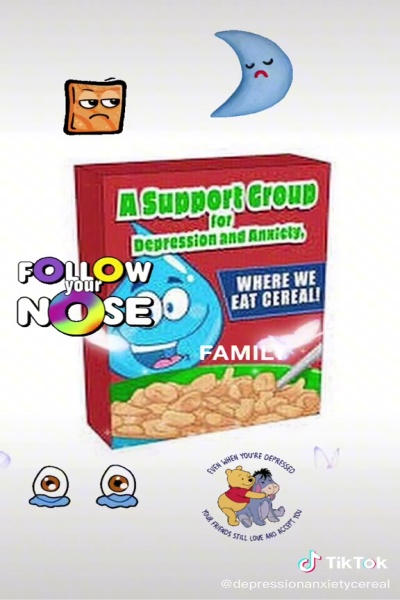 A Support Group
for
Depression and Anxiety,
WHERE WE
EAT CEREAL!
FOLLOW
your
NOSE
FAMILY
EVEN WHEN YOU'RE DEPRESSED
YOUR FRIENDS STILL LOVE AND ACCEPT YOU
TikTok
@depressionanxietycereal